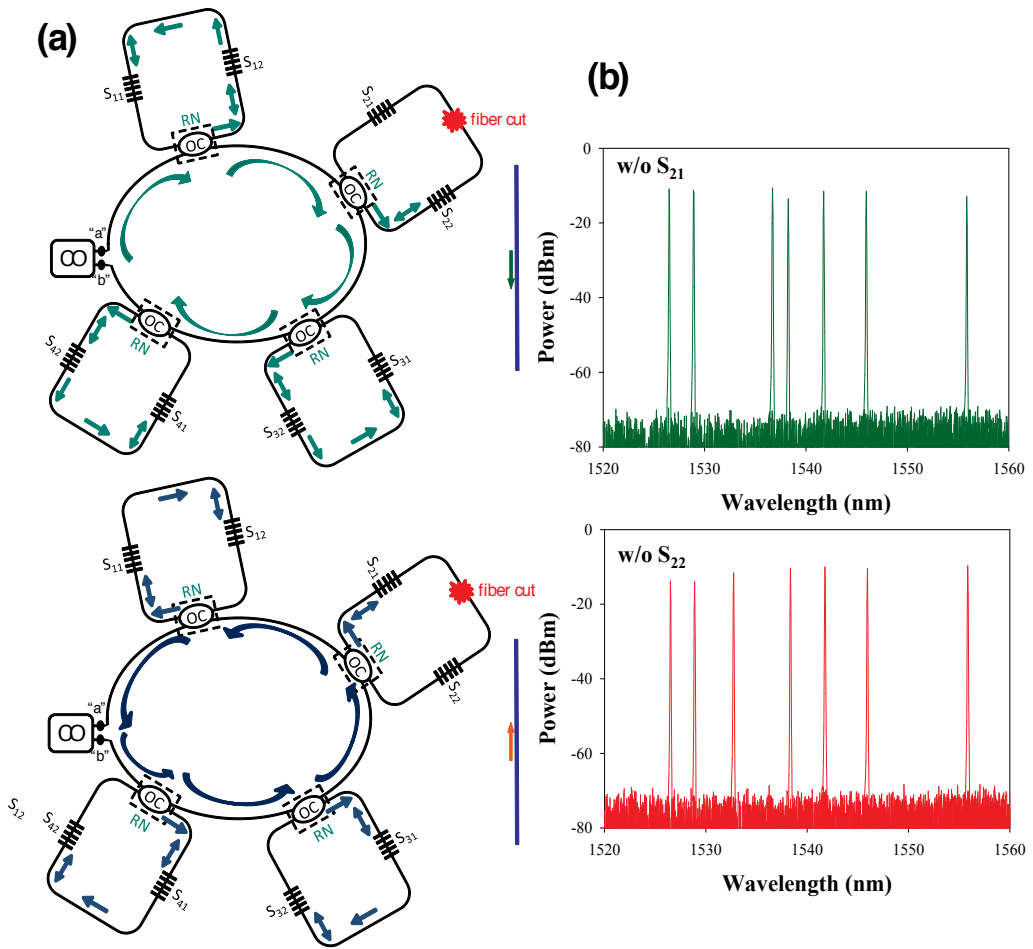 (a)
S12
S11
RN
OC
S21
fiber cut
RN
OC
S22
"a"
"b"
OC
RN
S42
S41
OC
RN
S31
S32
(b)
w/o S21
Power (dBm)
0
-20
-40
-60
-80
1520 1530 1540 1550 1560
Wavelength (nm)
S12
S11
RN
OC
S21
fiber cut
RN
OC
S22
"a"
"b"
OC
RN
S12
S42
S41
OC
RN
S31
S32
w/o S22
Power (dBm)
0
-20
-40
-60
-80
1520 1530 1540 1550 1560
Wavelength (nm)